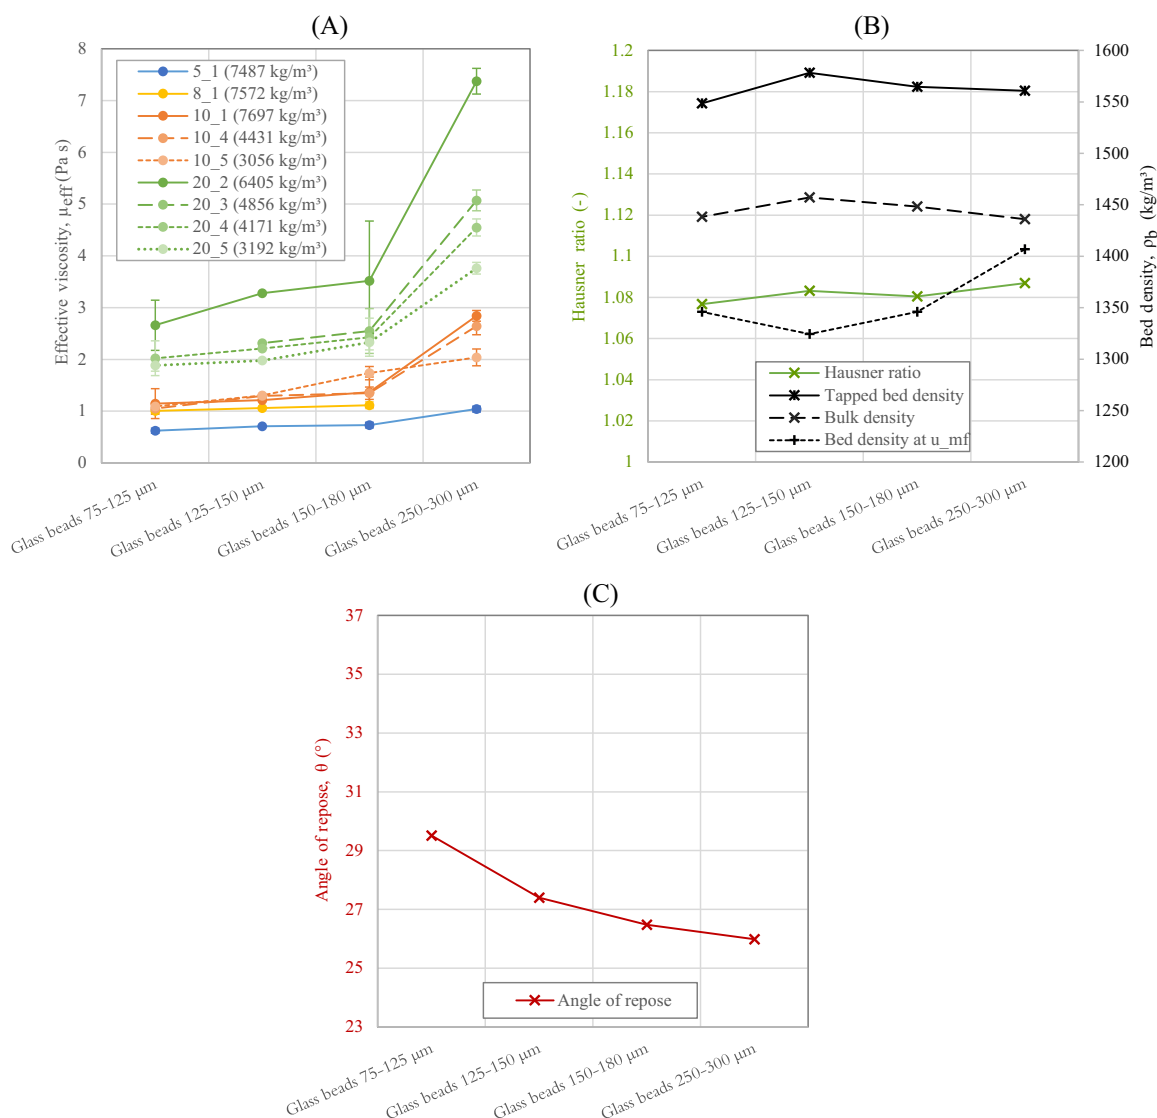 (A)
Effective viscosity, μeff (Pa s)
8
7
6
5
4
3
2
1
0
5_1 (7487 kg/m³)
8_1 (7572 kg/m³)
10_1 (7697 kg/m³)
10_4 (4431 kg/m³)
10_5 (3056 kg/m³)
20_2 (6405 kg/m³)
20_3 (4856 kg/m³)
20_4 (4171 kg/m³)
20_5 (3192 kg/m³)
Glass beads 75-125 μm
Glass beads 125-150 μm
Glass beads 150-180 μm
Glass beads 250-300 μm
(B)
Hausner ratio (-)
1.2
1.18
1.16
1.14
1.12
1.1
1.08
1.06
1.04
1.02
1
Hausner ratio
Tapped bed density
Bulk density
Bed density at u_mf
1600
1550
1500
1450
1400
1350
1300
1250
1200
Bed density, ρb (kg/m³)
Glass beads 75-125 μm
Glass beads 125-150 μm
Glass beads 150-180 μm
Glass beads 250-300 μm
(C)
Angle of repose, θ (°)
37
35
33
31
29
27
25
23
Angle of repose
Glass beads 75-125 μm
Glass beads 125-150 μm
Glass beads 150-180 μm
Glass beads 250-300 μm